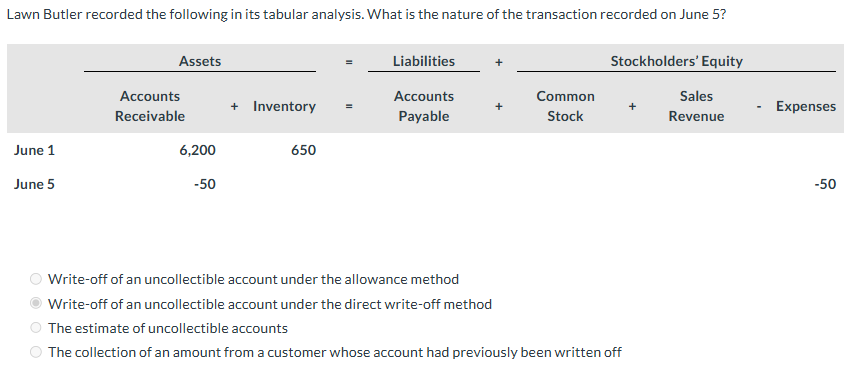 Lawn Butler recorded the following in its tabular analysis. What is the nature of the transaction recorded on June 5?
Assets = Liabilities + Stockholders' Equity
Accounts Receivable + Inventory = Accounts Payable + Common Stock + Sales Revenue - Expenses
June 1 6,200 650
June 5 -50 -50
Write-off of an uncollectible account under the allowance method
Write-off of an uncollectible account under the direct write-off method
The estimate of uncollectible accounts
The collection of an amount from a customer whose account had previously been written off